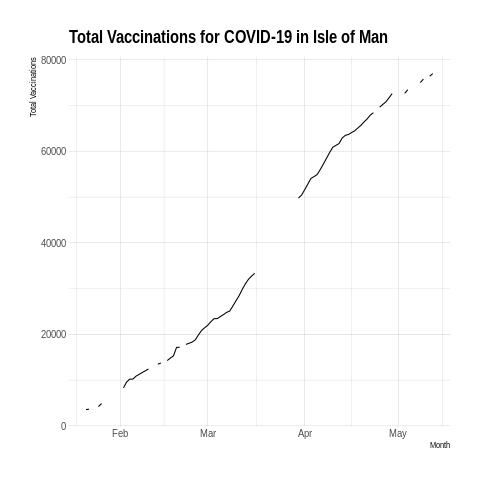 Total Vaccinations for COVID-19 in Isle of Man
Total Vaccinations
80000
60000
40000
20000
0
Feb Mar Apr May
Month